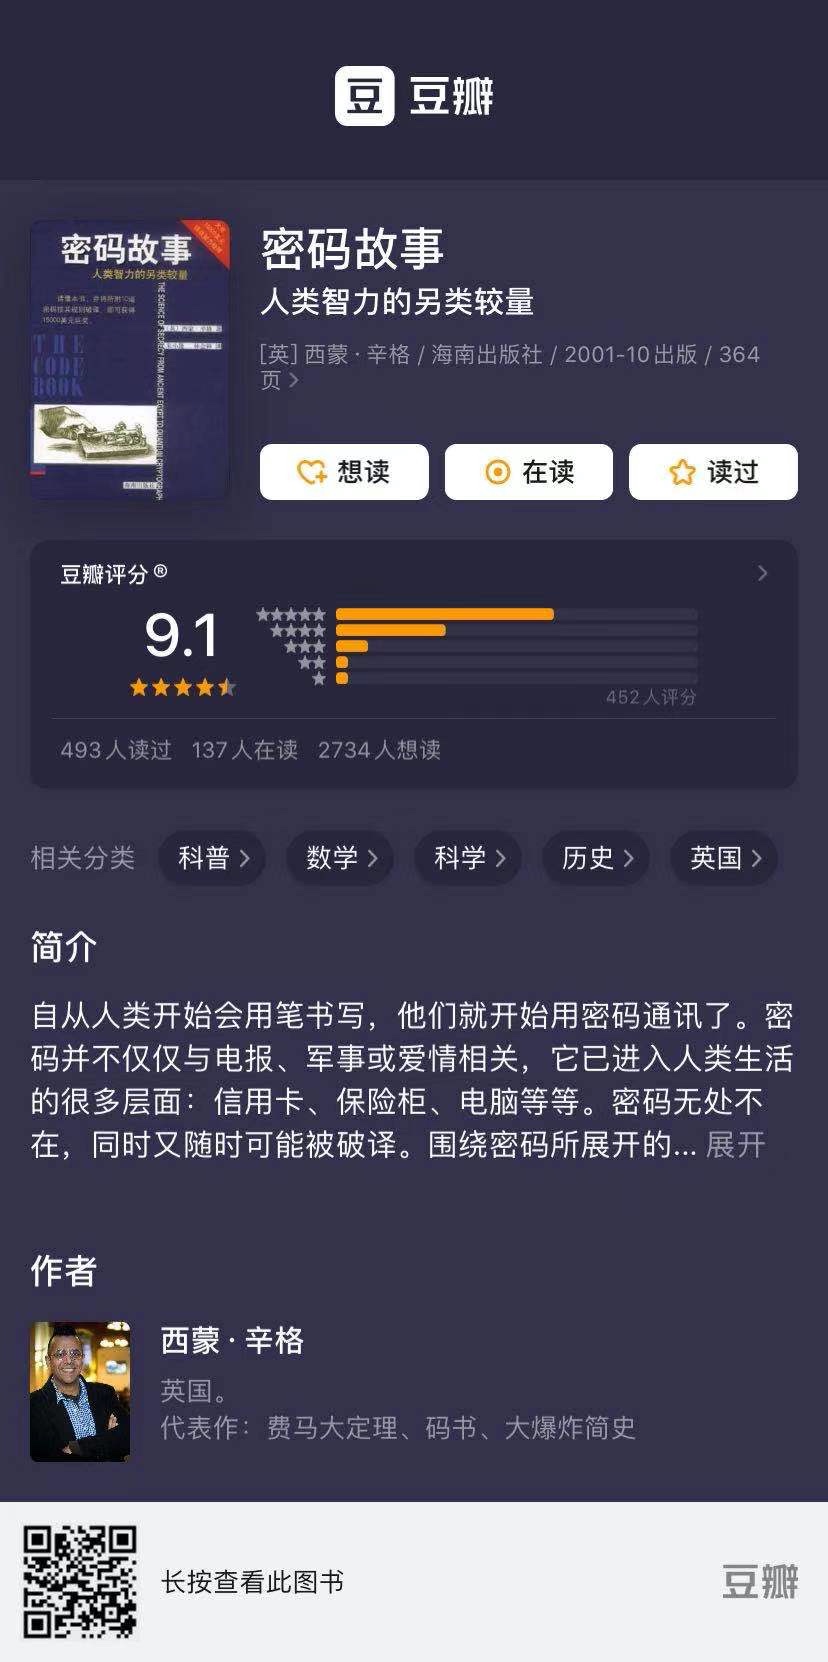 豆 豆瓣
密码故事
人类智力的另类较量
THE
CODE
BOOK
THE SCIENCE OF SECRECY FROM ANCIENT EGYPT TO QUANTUM CRYPTOGRAPHY
密码故事
人类智力的另类较量
[英] 西蒙·辛格 / 海南出版社 / 2001-10出版 / 364
页 >
想读 在读 读过
豆瓣评分®
9.1
452人评分
493人读过 137人在读 2734人想读
相关分类 科普 > 数学 > 科学 > 历史 > 英国 >
简介
自从人类开始会用笔书写，他们就开始用密码通讯了。密
码并不仅仅与电报、军事或爱情相关，它已进入人类生活
的很多层面：信用卡、保险柜、电脑等等。密码无处不
在，同时又随时可能被破译。围绕密码所展开的... 展开
作者
西蒙·辛格
英国。
代表作：费马大定理、码书、大爆炸简史
长按查看此图书
豆瓣